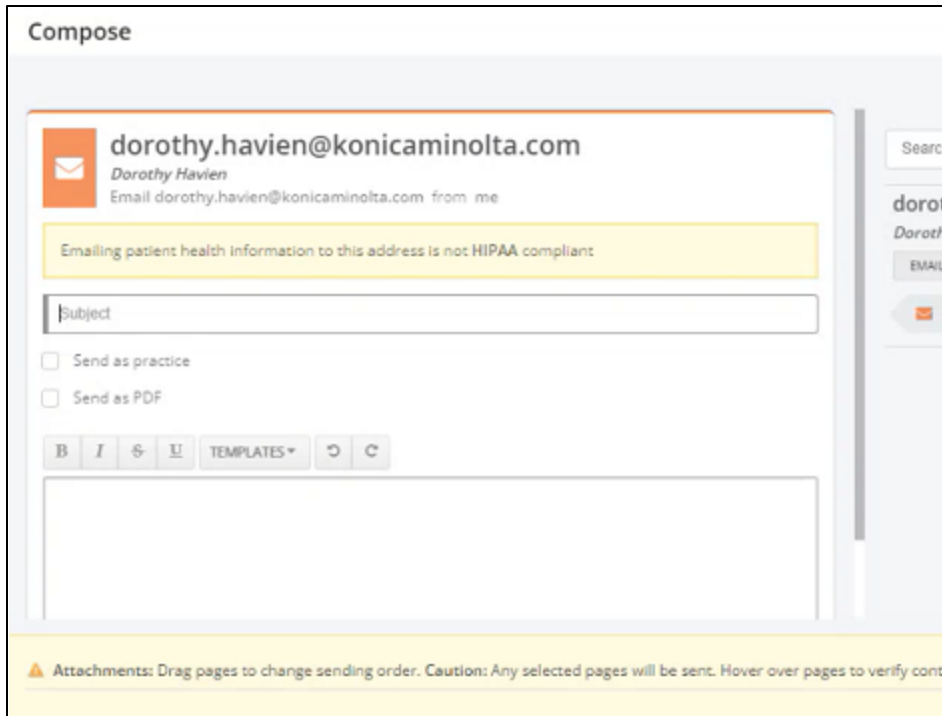 Compose
dorothy.havien@konicaminolta.com
Dorothy Havien
Email dorothy.havien@konicaminolta.com from me
Emailing patient health information to this address is not HIPAA compliant
Subject
Send as practice
Send as PDF
B I S U TEMPLATES
Searc
dorot
Doroth
EMAIL
Attachments: Drag pages to change sending order. Caution: Any selected pages will be sent. Hover over pages to verify cont